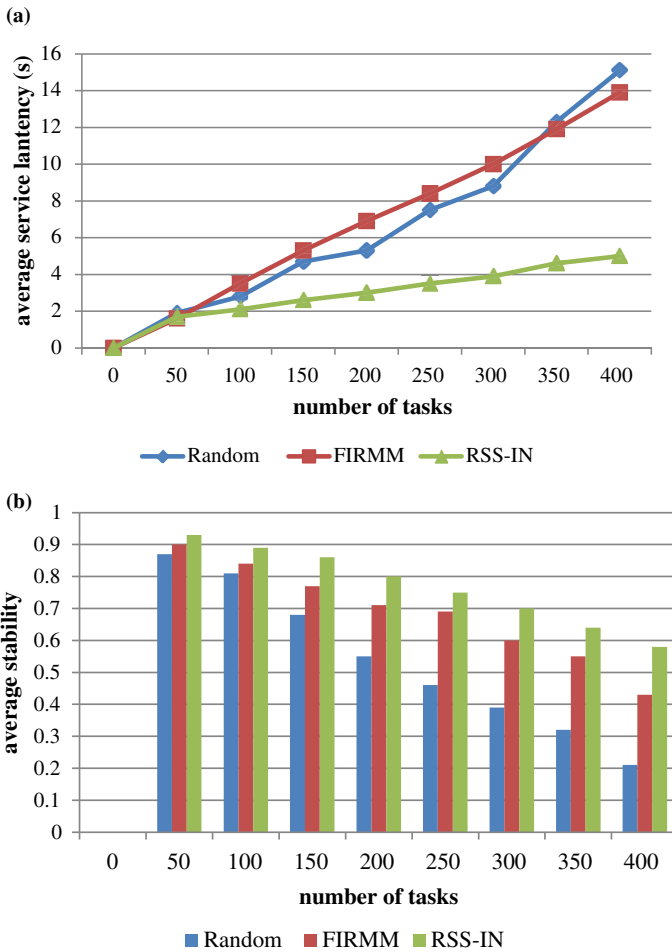 (a)
average service lantency (s)
16
14
12
10
8
6
4
2
0
0 50 100 150 200 250 300 350 400
number of tasks
Random FIRMM RSS-IN
(b)
average stability
1
0.9
0.8
0.7
0.6
0.5
0.4
0.3
0.2
0.1
0
0 50 100 150 200 250 300 350 400
number of tasks
Random FIRMM RSS-IN